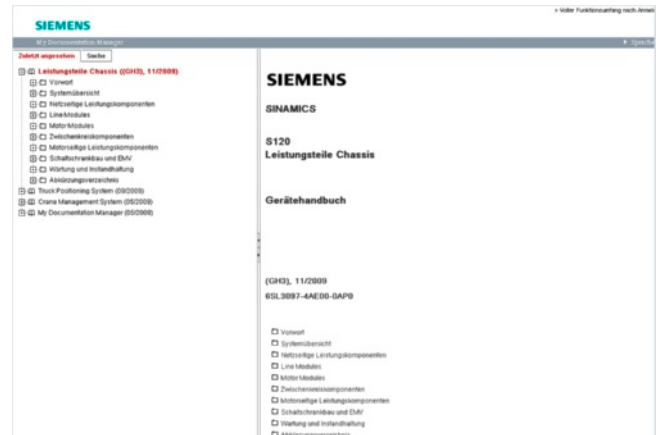 » Voller Funktionsumfang nach Anmel
SIEMENS
My Documentation Manager
Sprache
Zuletzt angesehen
Suche
Leistungsteile Chassis ((GH3), 11/2009)
Vorwort
Systemübersicht
Netzseitige Leistungskomponenten
Line Modules
Motor Modules
Zwischenkreiskomponenten
Motorseitige Leistungskomponenten
Schaltschrankbau und EMV
Wartung und Instandhaltung
Abkürzungsverzeichnis
Truck Positioning System (09/2009)
Crane Management System (06/2009)
My Documentation Manager (05/2009)
SIEMENS
SINAMICS
S120
Leistungsteile Chassis
Gerätehandbuch
(GH3), 11/2009
6SL3097-4AE00-0AP0
Vorwort
Systemübersicht
Netzseitige Leistungskomponenten
Line Modules
Motor Modules
Zwischenkreiskomponenten
Motorseitige Leistungskomponenten
Schaltschrankbau und EMV
Wartung und Instandhaltung
Abkürzungsverzeichnis